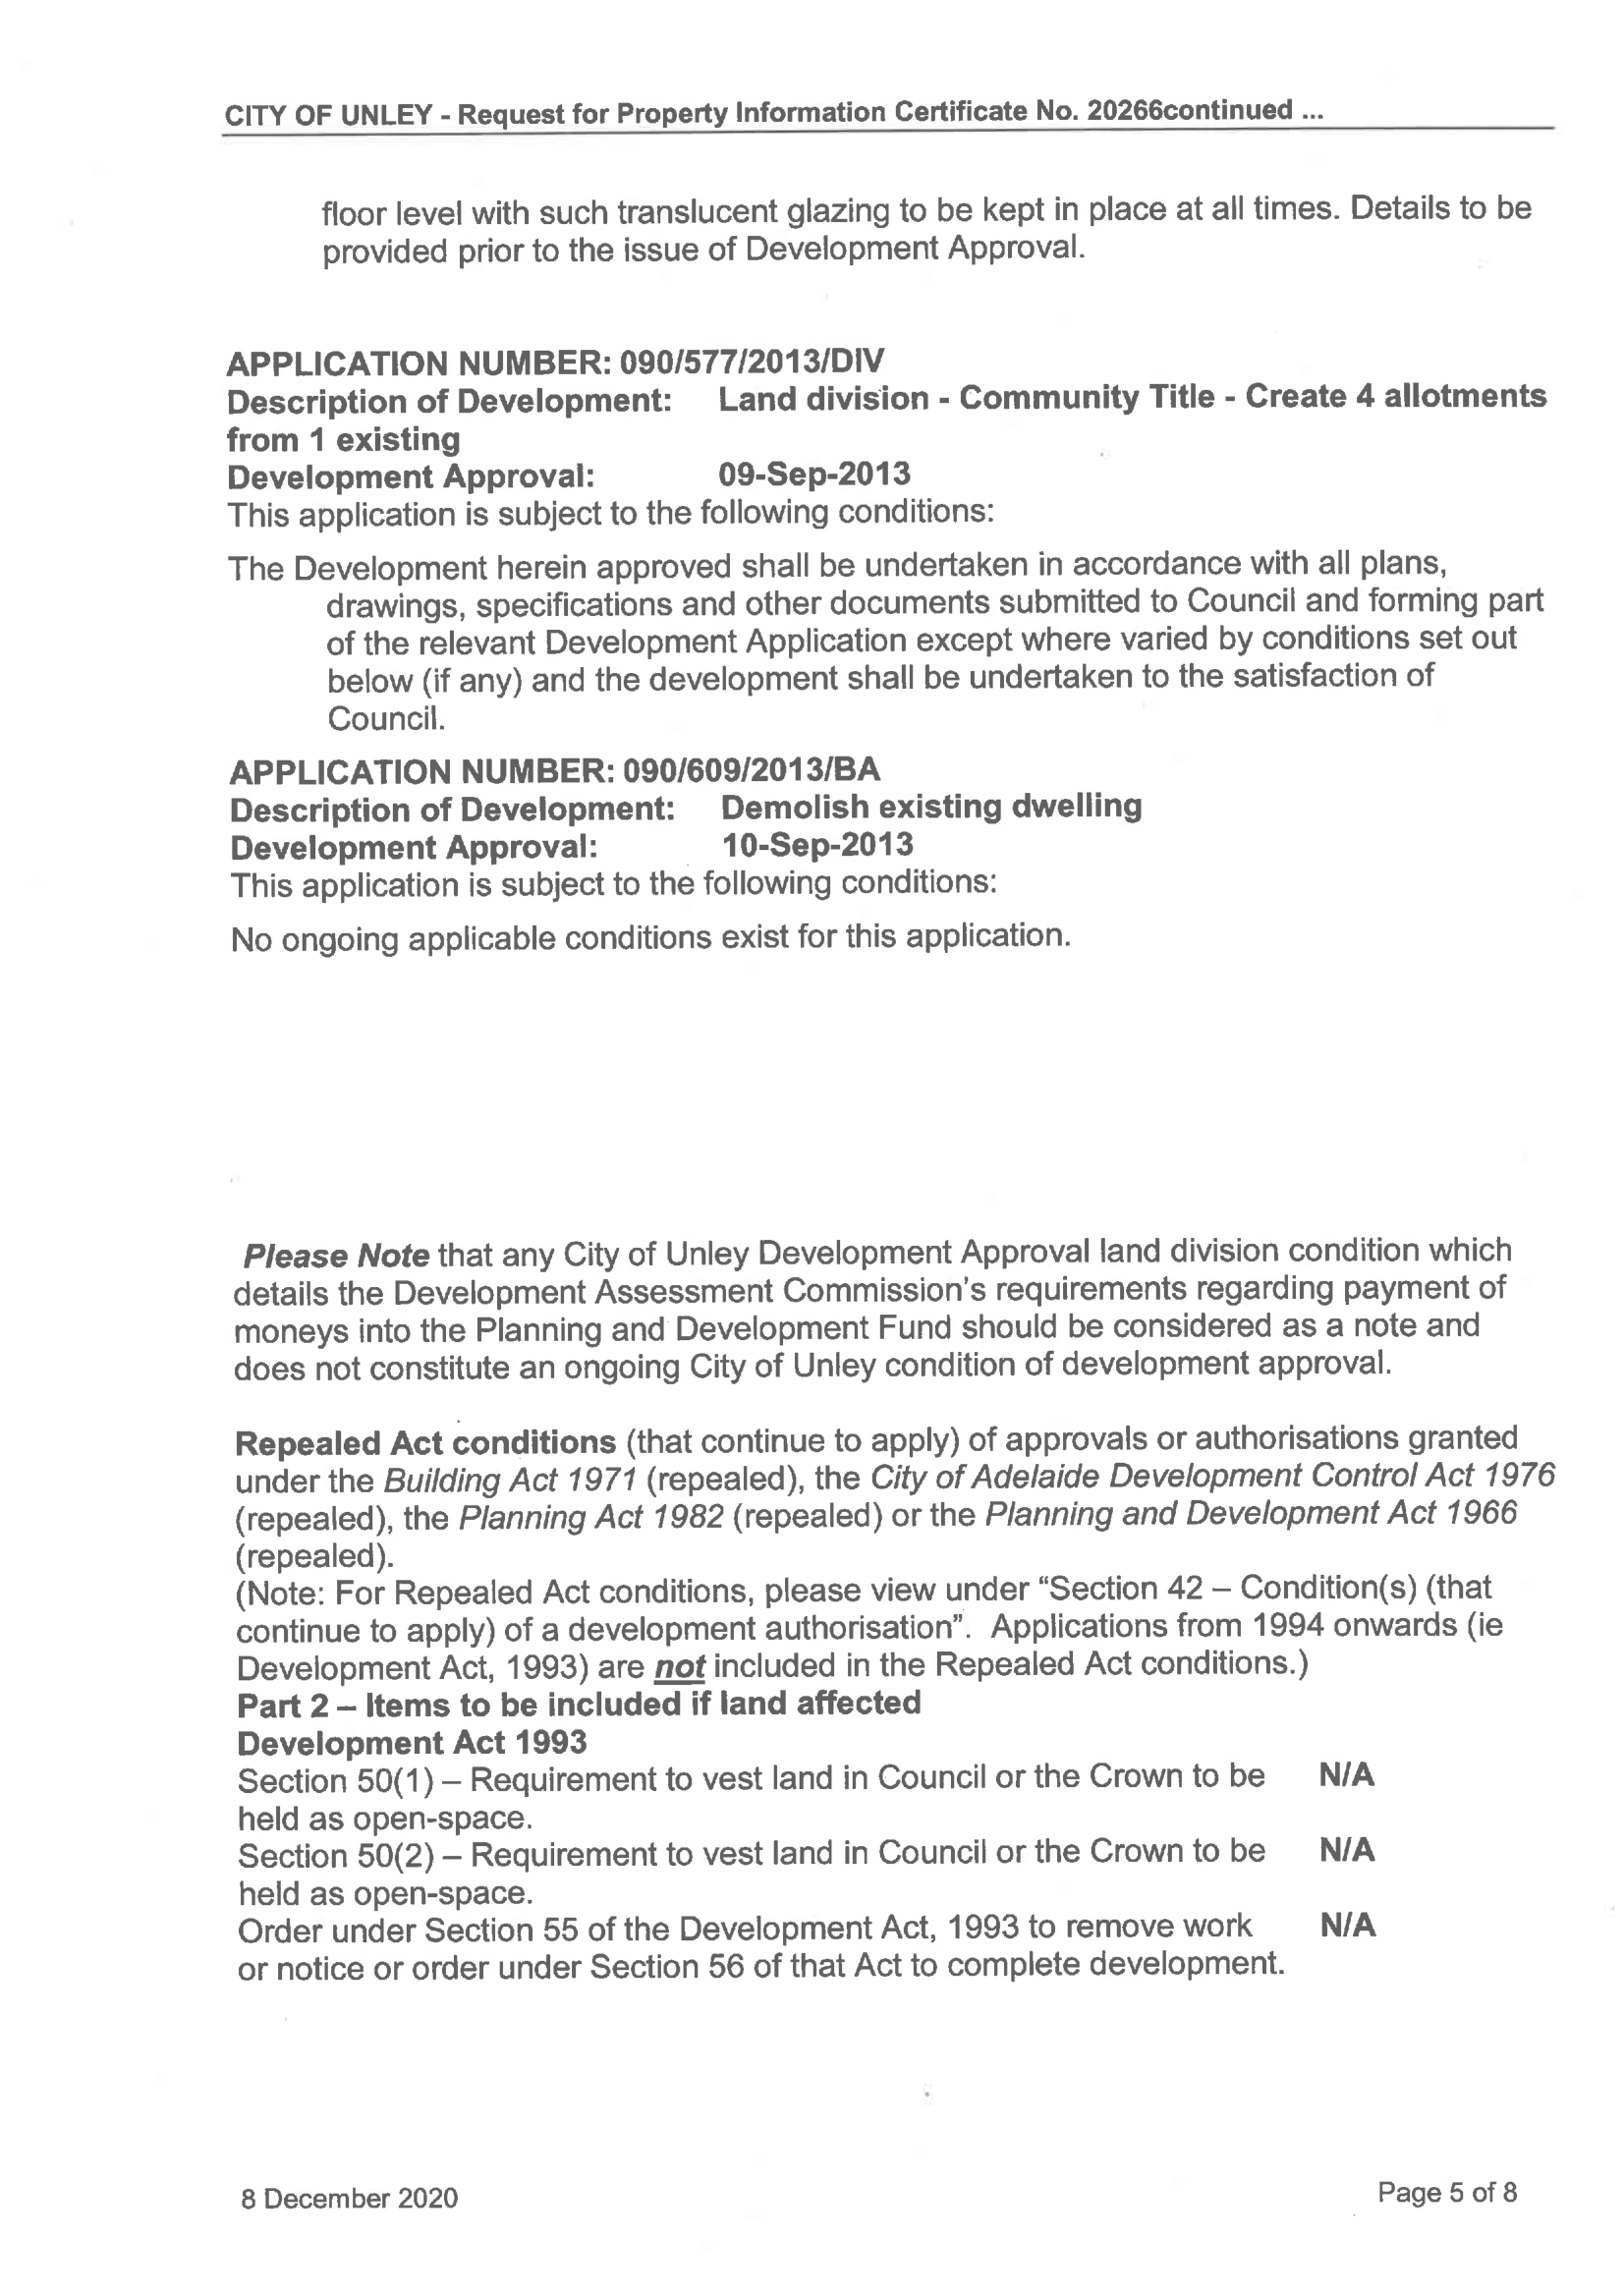 CITY OF UNLEY - Request for Property Information Certificate No. 20266continued ...
floor level with such translucent glazing to be kept in place at all times. Details to be
provided prior to the issue of Development Approval.
APPLICATION NUMBER: 090/577/2013/DIV
Description of Development: Land division - Community Title - Create 4 allotments
from 1 existing
Development Approval: 09-Sep-2013
This application is subject to the following conditions:
The Development herein approved shall be undertaken in accordance with all plans,
drawings, specifications and other documents submitted to Council and forming part
of the relevant Development Application except where varied by conditions set out
below (if any) and the development shall be undertaken to the satisfaction of
Council.
APPLICATION NUMBER: 090/609/2013/BA
Description of Development: Demolish existing dwelling
Development Approval: 10-Sep-2013
This application is subject to the following conditions:
No ongoing applicable conditions exist for this application.
Please Note that any City of Unley Development Approval land division condition which
details the Development Assessment Commission's requirements regarding payment of
moneys into the Planning and Development Fund should be considered as a note and
does not constitute an ongoing City of Unley condition of development approval.
Repealed Act conditions (that continue to apply) of approvals or authorisations granted
under the Building Act 1971 (repealed), the City of Adelaide Development Control Act 1976
(repealed), the Planning Act 1982 (repealed) or the Planning and Development Act 1966
(repealed).
(Note: For Repealed Act conditions, please view under “Section 42 – Condition(s) (that
continue to apply) of a development authorisation”. Applications from 1994 onwards (ie
Development Act, 1993) are not included in the Repealed Act conditions.)
Part 2 – Items to be included if land affected
Development Act 1993
Section 50(1) – Requirement to vest land in Council or the Crown to be N/A
held as open-space.
Section 50(2) – Requirement to vest land in Council or the Crown to be N/A
held as open-space.
Order under Section 55 of the Development Act, 1993 to remove work N/A
or notice or order under Section 56 of that Act to complete development.
8 December 2020 Page 5 of 8